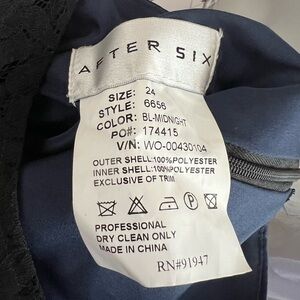 AFTER SIX
SIZE: 24
STYLE: 6656
COLOR: BL-MIDNIGHT
PO#: 174415
V/N: WO-00430104
OUTER SHELL:100%POLYESTER
INNER SHELL:100%POLYESTER
EXCLUSIVE OF TRIM
PROFESSIONAL
DRY CLEAN ONLY
MADE IN CHINA
RN#91947